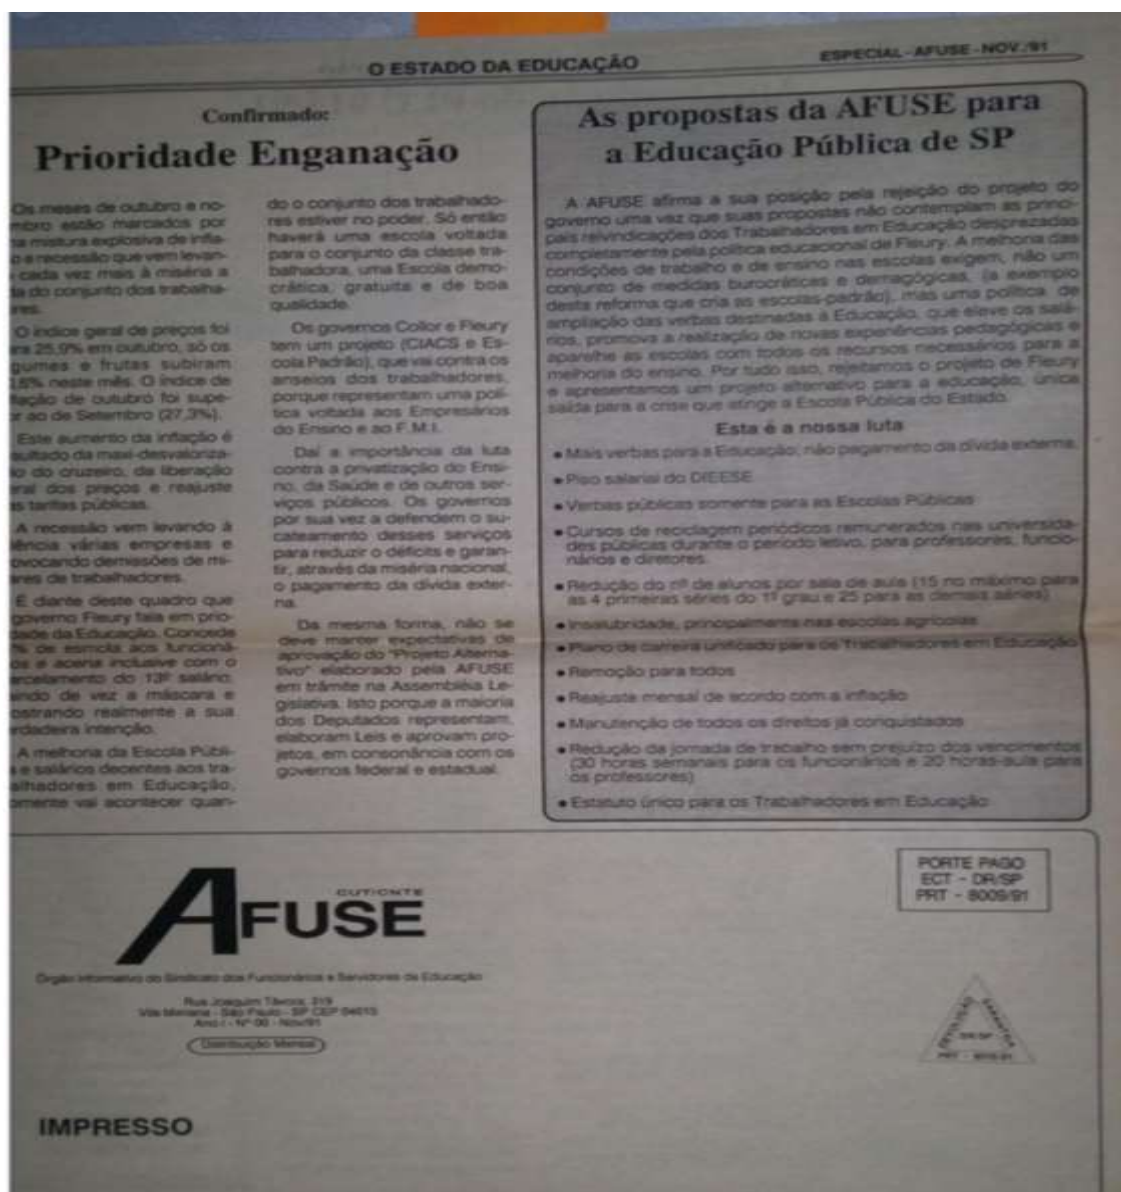 O ESTADO DA EDUCAÇÃO
ESPECIAL - AFUSE - NOV./91
Confirmado:
Prioridade Enganação
Os meses de outubro e no-
mbro estão marcados por
a mistura explosiva de infla-
o e recessão que vem levan-
cada vez mais à miséria a
da do conjunto dos trabalha-
res.
O índice geral de preços foi
ra 25,9% em outubro, só os
gumes e frutas subiram
,6% neste mês. O índice de
lação de outubro foi supe-
or ao de Setembro (27,3%).
Este aumento da inflação é
sultado da maxi-desvaloriza-
o do cruzeiro, da liberação
ral dos preços e reajuste
s tarifas públicas.
A recessão vem levando à
lência várias empresas e
ovocando demissões de mi-
ares de trabalhadores.
É diante deste quadro que
governo Fleury fala em prio-
dade da Educação. Concede
% de esmola aos funcioná-
os e acena inclusive com o
rcelamento do 13º salário,
indo de vez a máscara e
ostrando realmente a sua
rdadeira intenção.
A melhoria da Escola Públi-
e salários decentes aos tra-
alhadores em Educação,
omente vai acontecer quan-
do o conjunto dos trabalhado-
res estiver no poder. Só então
haverá uma escola voltada
para o conjunto da classe tra-
balhadora, uma Escola demo-
crática, gratuita e de boa
qualidade.
Os governos Collor e Fleury
tem um projeto (CIACS e Es-
cola Padrão), que vai contra os
anseios dos trabalhadores,
porque representam uma polí-
tica voltada aos Empresários
do Ensino e ao F.M.I.
Daí a importância da luta
contra a privatização do Ensi-
no, da Saúde e de outros ser-
viços públicos. Os governos
por sua vez a defendem o su-
cateamento desses serviços
para reduzir o déficits e garan-
tir, através da miséria nacional,
o pagamento da dívida exter-
na.
Da mesma forma, não se
deve manter expectativas de
aprovação do "Projeto Alterna-
tivo" elaborado pela AFUSE
em trâmite na Assembléia Le-
gislativa. Isto porque a maioria
dos Deputados representam,
elaboram Leis e aprovam pro-
jetos, em consonância com os
governos federal e estadual.
As propostas da AFUSE para
a Educação Pública de SP
A AFUSE afirma a sua posição pela rejeição do projeto do
governo uma vez que suas propostas não contemplam as princi-
pais reivindicações dos Trabalhadores em Educação desprezadas
completamente pela política educacional de Fleury. A melhoria das
condições de trabalho e de ensino nas escolas exigem, não um
conjunto de medidas burocráticas e demagógicas, (a exemplo
desta reforma que cria as escolas-padrão), mas uma política, de
ampliação das verbas destinadas à Educação, que eleve os salá-
rios, promova a realização de novas experiências pedagógicas e
aparelhe as escolas com todos os recursos necessários para a
melhoria do ensino. Por tudo isso, rejeitamos o projeto de Fleury
e apresentamos um projeto alternativo para a educação, única
saída para a crise que atinge a Escola Pública do Estado.
Esta é a nossa luta
• Mais verbas para a Educação; não pagamento da dívida externa.
• Piso salarial do DIEESE
• Verbas públicas somente para as Escolas Públicas
• Cursos de reciclagem periódicos remunerados nas universida-
des públicas durante o período letivo, para professores, funcio-
nários e diretores.
• Redução do nº de alunos por sala de aula (15 no máximo para
as 4 primeiras séries do 1º grau e 25 para as demais séries)
• Insalubridade, principalmente nas escolas agrícolas
• Plano de carreira unificado para os Trabalhadores em Educação
• Remoção para todos
• Reajuste mensal de acordo com a inflação
• Manutenção de todos os direitos já conquistados
• Redução da jornada de trabalho sem prejuízo dos vencimentos
(30 horas semanais para os funcionários e 20 horas-aula para
os professores)
• Estatuto único para os Trabalhadores em Educação
CUT/CNTE
AFUSE
Órgão informativo do Sindicato dos Funcionários e Servidores da Educação
Rua Joaquim Távora, 319
Vila Mariana - São Paulo - SP CEP 04015
Ano I - Nº 00 - Nov/91
Distribuição Mensal
PORTE PAGO
ECT - DR/SP
PRT - 8009/91
DEVOLUÇÃO
GARANTIDA
DR/SP
IMPRESSO